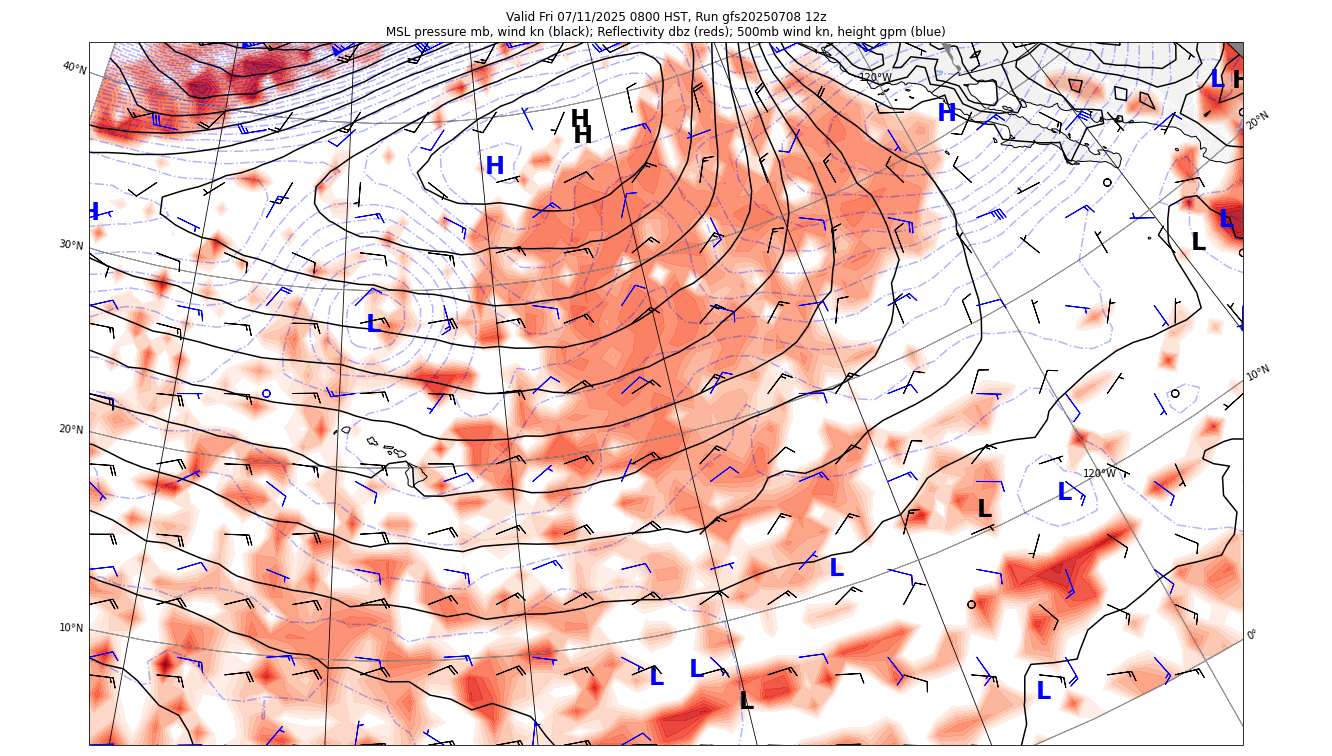 Valid Fri 07/11/2025 0800 HST, Run gfs20250708 12z
MSL pressure mb, wind kn (black); Reflectivity dbz (reds); 500mb wind kn, height gpm (blue)
40°N
120°W
L
H
H
20°N
H
H
H
H
30°N
L
L
L
10°N
20°N
120°W
L
L
L
10°N
0°
L
L
L
L